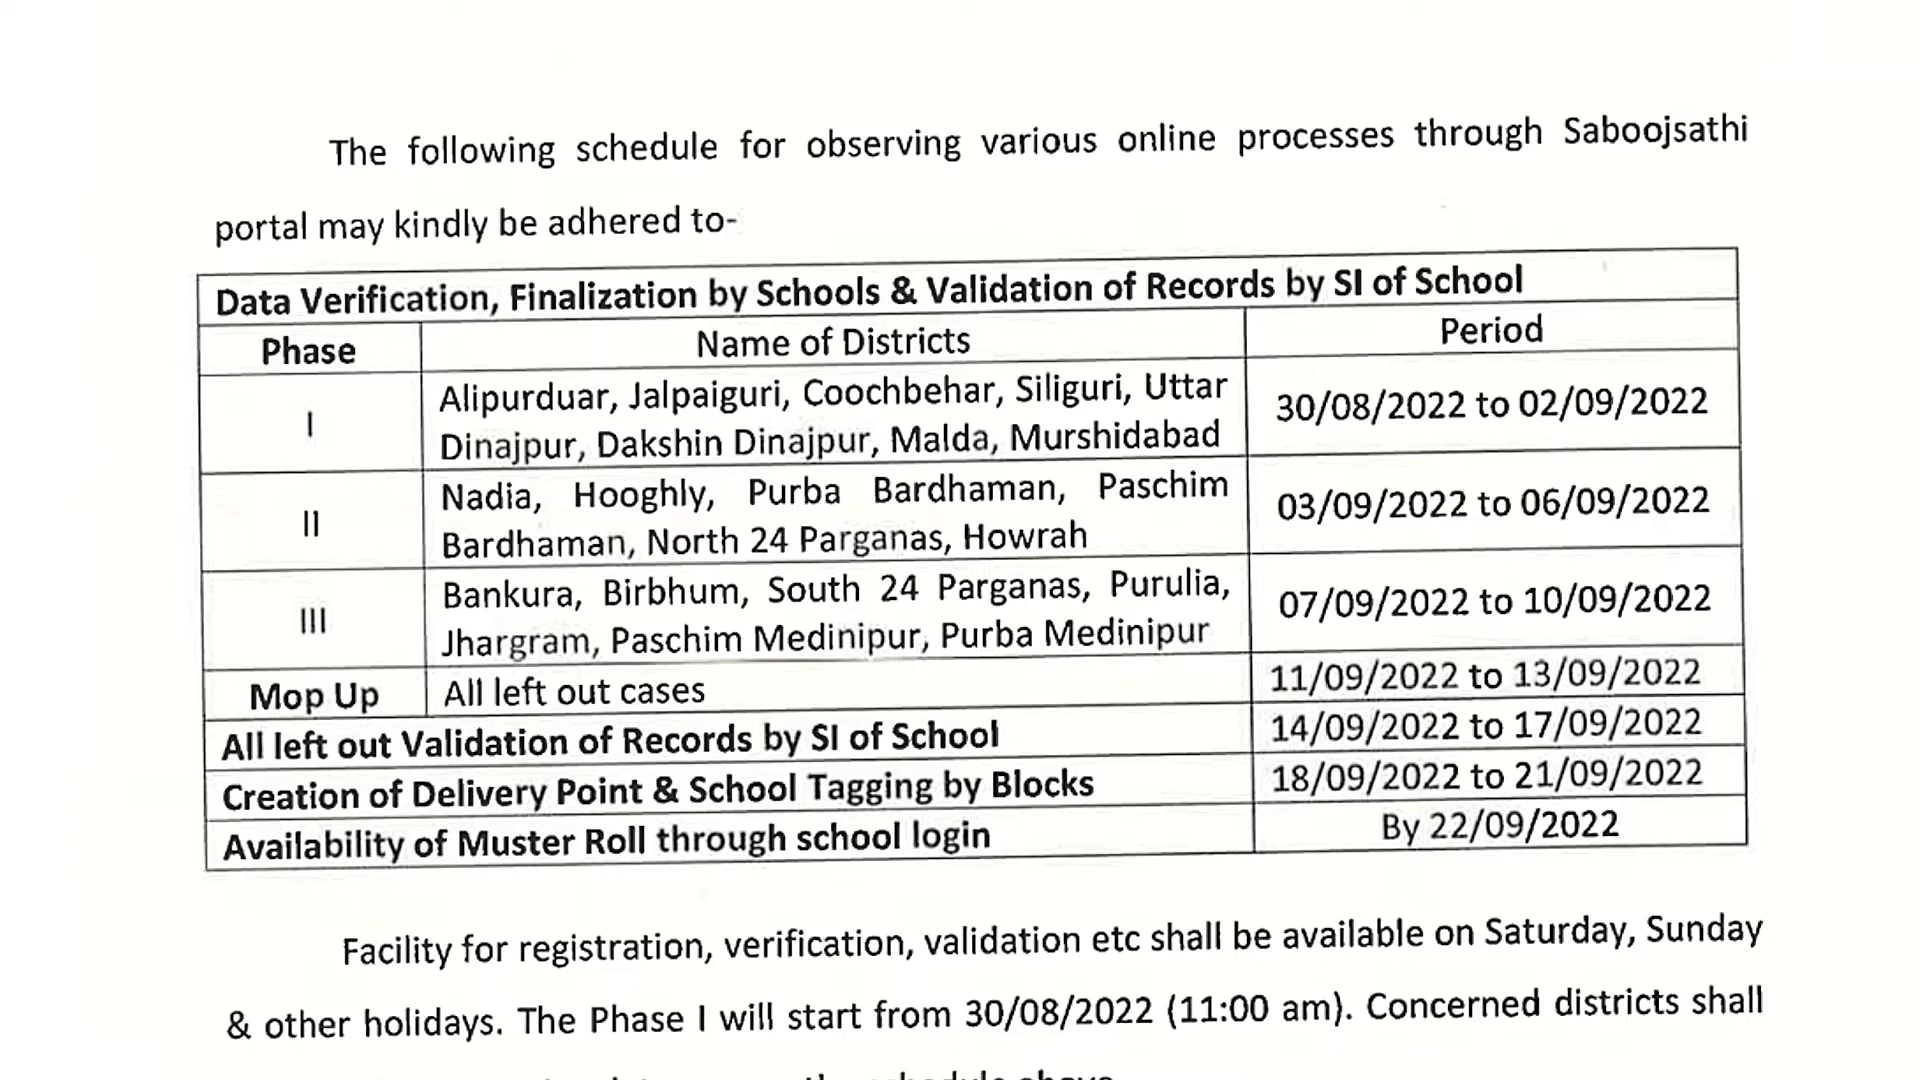 The following schedule for observing various online processes through Saboojsathi
portal may kindly be adhered to-
Data Verification, Finalization by Schools & Validation of Records by SI of School
Phase Name of Districts Period
I Alipurduar, Jalpaiguri, Coochbehar, Siliguri, Uttar 30/08/2022 to 02/09/2022
Dinajpur, Dakshin Dinajpur, Malda, Murshidabad
II Nadia, Hooghly, Purba Bardhaman, Paschim 03/09/2022 to 06/09/2022
Bardhaman, North 24 Parganas, Howrah
III Bankura, Birbhum, South 24 Parganas, Purulia, 07/09/2022 to 10/09/2022
Jhargram, Paschim Medinipur, Purba Medinipur
Mop Up All left out cases 11/09/2022 to 13/09/2022
All left out Validation of Records by SI of School 14/09/2022 to 17/09/2022
Creation of Delivery Point & School Tagging by Blocks 18/09/2022 to 21/09/2022
Availability of Muster Roll through school login By 22/09/2022
Facility for registration, verification, validation etc shall be available on Saturday, Sunday
& other holidays. The Phase I will start from 30/08/2022 (11:00 am). Concerned districts shall
the schedule above